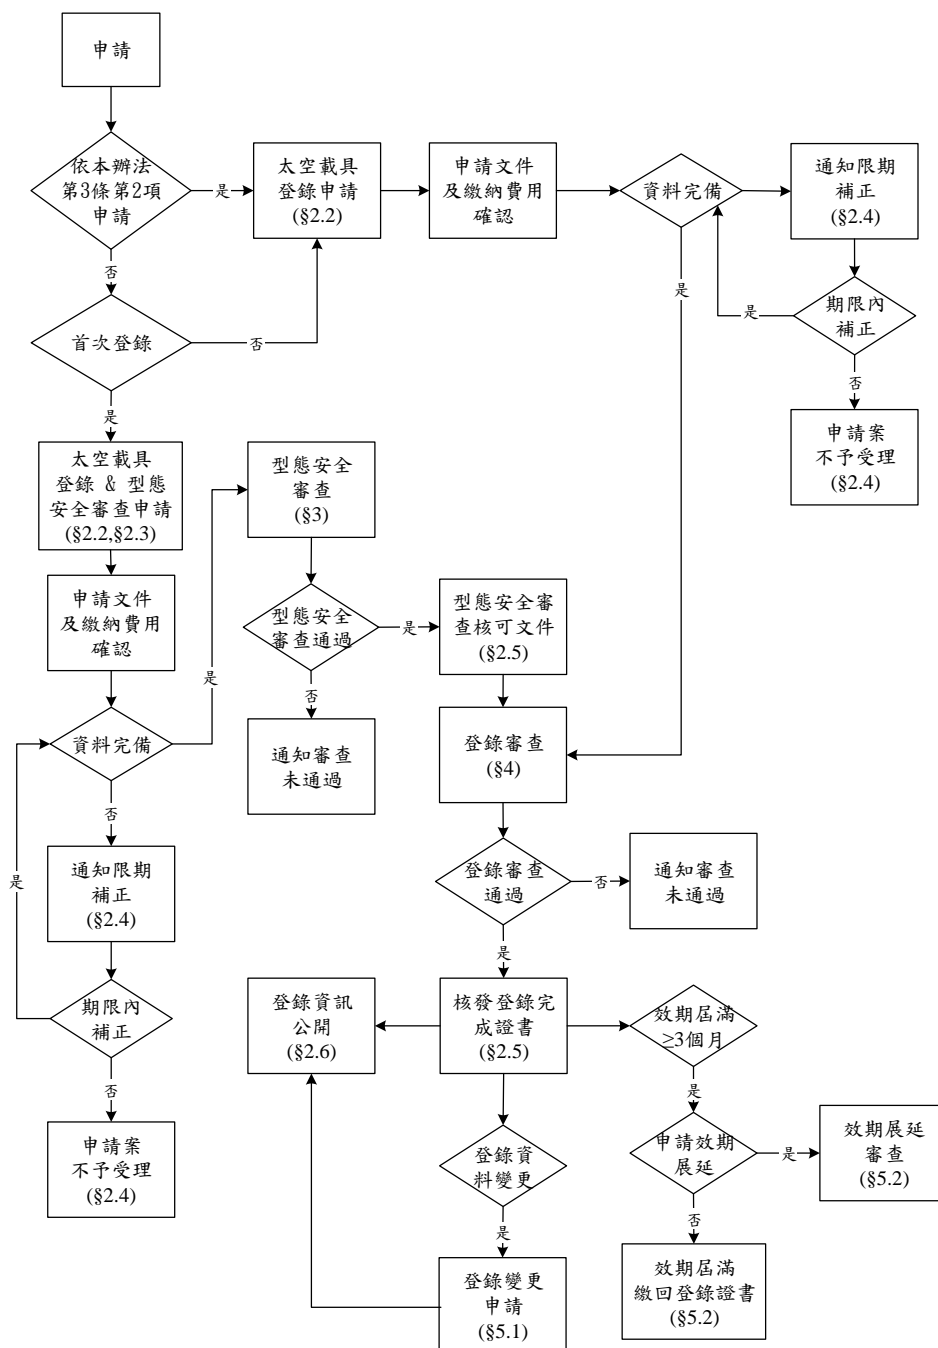 申請
依本辦法
第3條第2項
申請
是
太空載具
登錄申請
(§2.2)
申請文件
及繳納費用
確認
資料完備
通知限期
補正
(§2.4)
否
是
首次登錄
否
是
期限內
補正
是
否
申請案
不予受理
(§2.4)
太空載具
登錄 & 型態
安全審查申請
(§2.2,§2.3)
型態安全
審查
(§3)
申請文件
及繳納費用
確認
型態安全
審查通過
是
型態安全審
查核可文件
(§2.5)
是
否
資料完備
通知審查
未通過
登錄審查
(§4)
否
通知限期
補正
(§2.4)
是
登錄審查
通過
否
通知審查
未通過
是
期限內
補正
登錄資訊
公開
(§2.6)
核發登錄完
成證書
(§2.5)
效期屆滿
≥3個月
否
是
申請案
不予受理
(§2.4)
登錄資
料變更
申請效期
展延
是
效期展延
審查
(§5.2)
是
否
登錄變更
申請
(§5.1)
效期屆滿
繳回登錄證書
(§5.2)